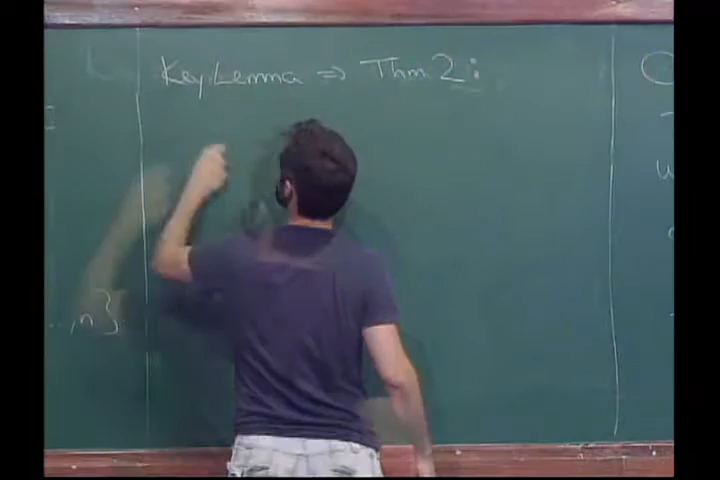 Key Lemma ⇒ Thm 2:
..., n}